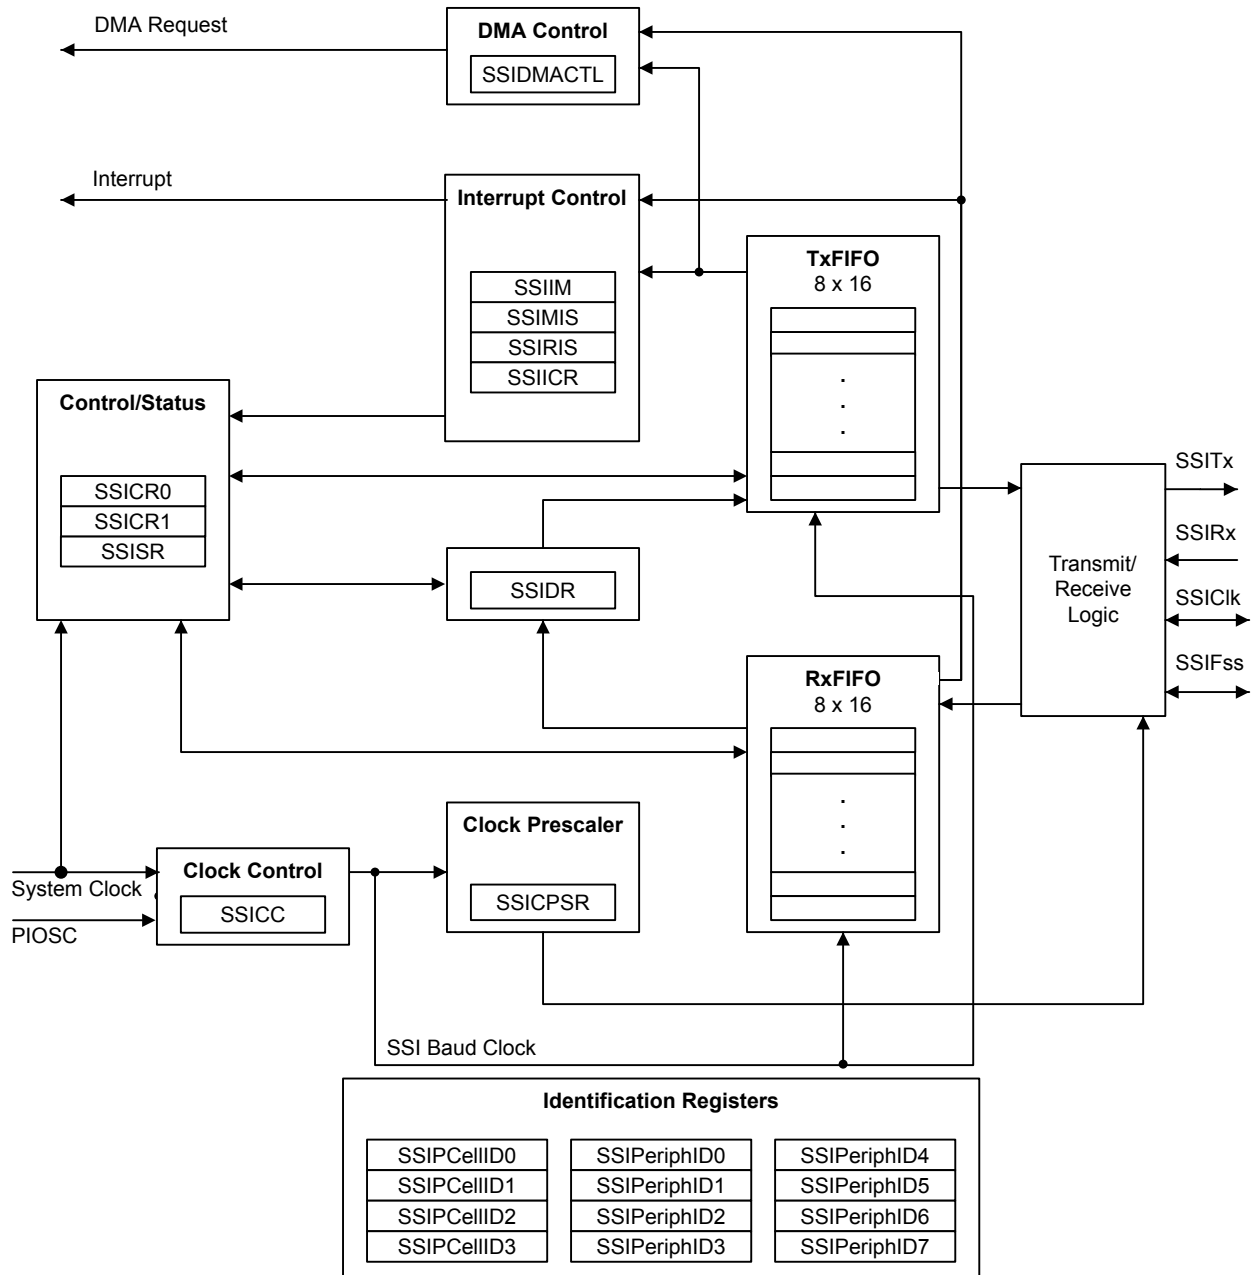 DMA Request
DMA Control
SSIDMACTL
Interrupt
Interrupt Control
SSIIM
SSIMIS
SSIRIS
SSIICR
TxFIFO
8 x 16
.
.
.
Control/Status
SSICR0
SSICR1
SSISR
SSIDR
Transmit/
Receive
Logic
SSITx
SSIRx
SSIClk
SSIFss
RxFIFO
8 x 16
.
.
.
Clock Prescaler
SSICPSR
System Clock
PIOSC
Clock Control
SSICC
SSI Baud Clock
Identification Registers
SSIPCellID0
SSIPCellID1
SSIPCellID2
SSIPCellID3
SSIPeriphID0
SSIPeriphID1
SSIPeriphID2
SSIPeriphID3
SSIPeriphID4
SSIPeriphID5
SSIPeriphID6
SSIPeriphID7